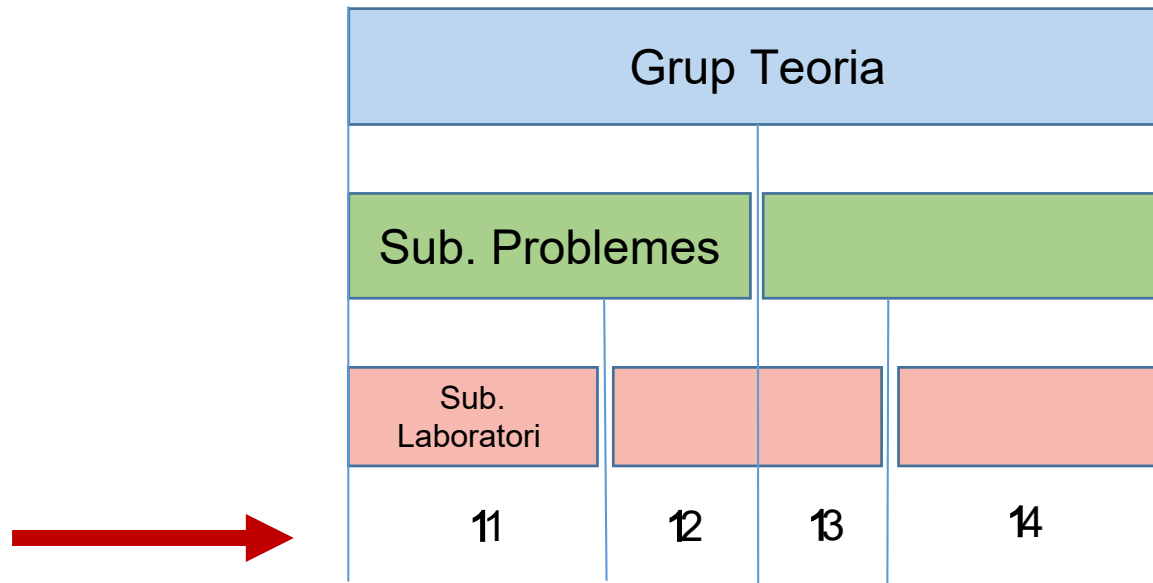 Grup Teoria
Sub. Problemes
Sub.
Laboratori
11 12 13 14